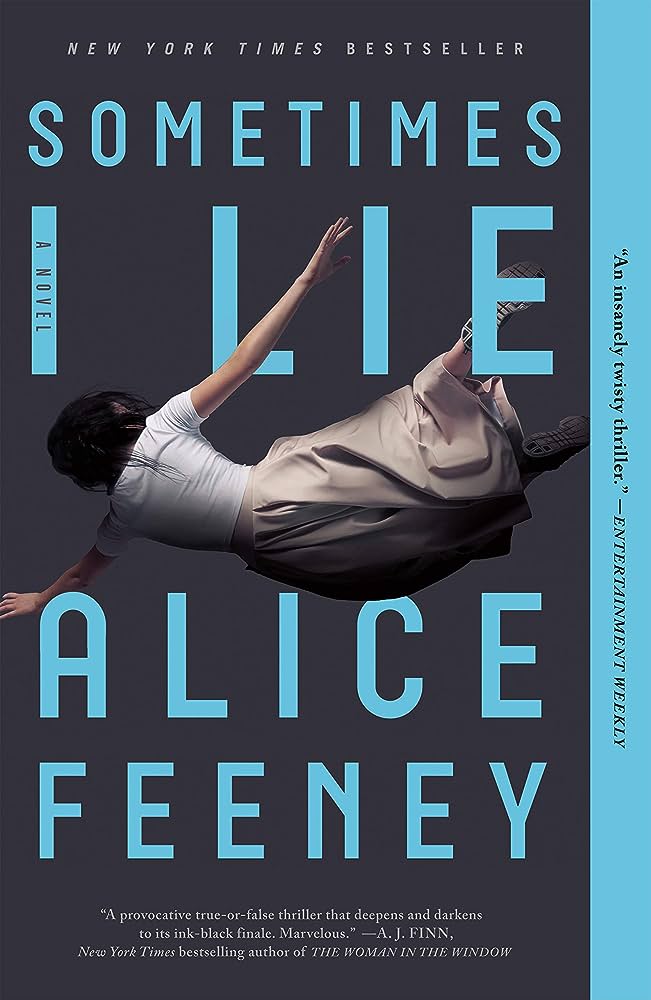 NEW YORK TIMES BESTSELLER
SOMETIMES
I LIE
A NOVEL
ALICE
FEENEY
“A provocative true-or-false thriller that deepens and darkens
to its ink-black finale. Marvelous.” —A. J. FINN,
New York Times bestselling author of THE WOMAN IN THE WINDOW
“An insanely twisty thriller.” —ENTERTAINMENT WEEKLY